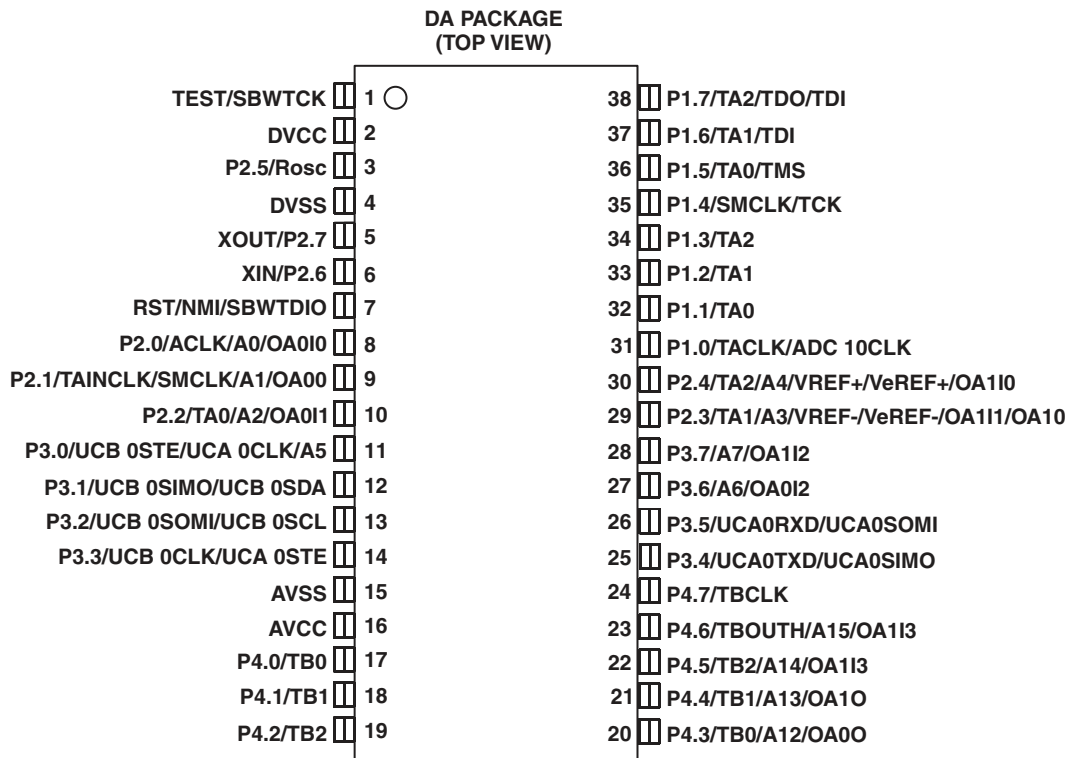 DA PACKAGE
(TOP VIEW)
TEST/SBWTCK 1 38 P1.7/TA2/TDO/TDI
DVCC 2 37 P1.6/TA1/TDI
P2.5/Rosc 3 36 P1.5/TA0/TMS
DVSS 4 35 P1.4/SMCLK/TCK
XOUT/P2.7 5 34 P1.3/TA2
XIN/P2.6 6 33 P1.2/TA1
RST/NMI/SBWTDIO 7 32 P1.1/TA0
P2.0/ACLK/A0/OA0I0 8 31 P1.0/TACLK/ADC 10CLK
P2.1/TAINCLK/SMCLK/A1/OA00 9 30 P2.4/TA2/A4/VREF+/VeREF+/OA1I0
P2.2/TA0/A2/OA0I1 10 29 P2.3/TA1/A3/VREF-/VeREF-/OA1I1/OA10
P3.0/UCB 0STE/UCA 0CLK/A5 11 28 P3.7/A7/OA1I2
P3.1/UCB 0SIMO/UCB 0SDA 12 27 P3.6/A6/OA0I2
P3.2/UCB 0SOMI/UCB 0SCL 13 26 P3.5/UCA0RXD/UCA0SOMI
P3.3/UCB 0CLK/UCA 0STE 14 25 P3.4/UCA0TXD/UCA0SIMO
AVSS 15 24 P4.7/TBCLK
AVCC 16 23 P4.6/TBOUTH/A15/OA1I3
P4.0/TB0 17 22 P4.5/TB2/A14/OA1I3
P4.1/TB1 18 21 P4.4/TB1/A13/OA1O
P4.2/TB2 19 20 P4.3/TB0/A12/OA0O